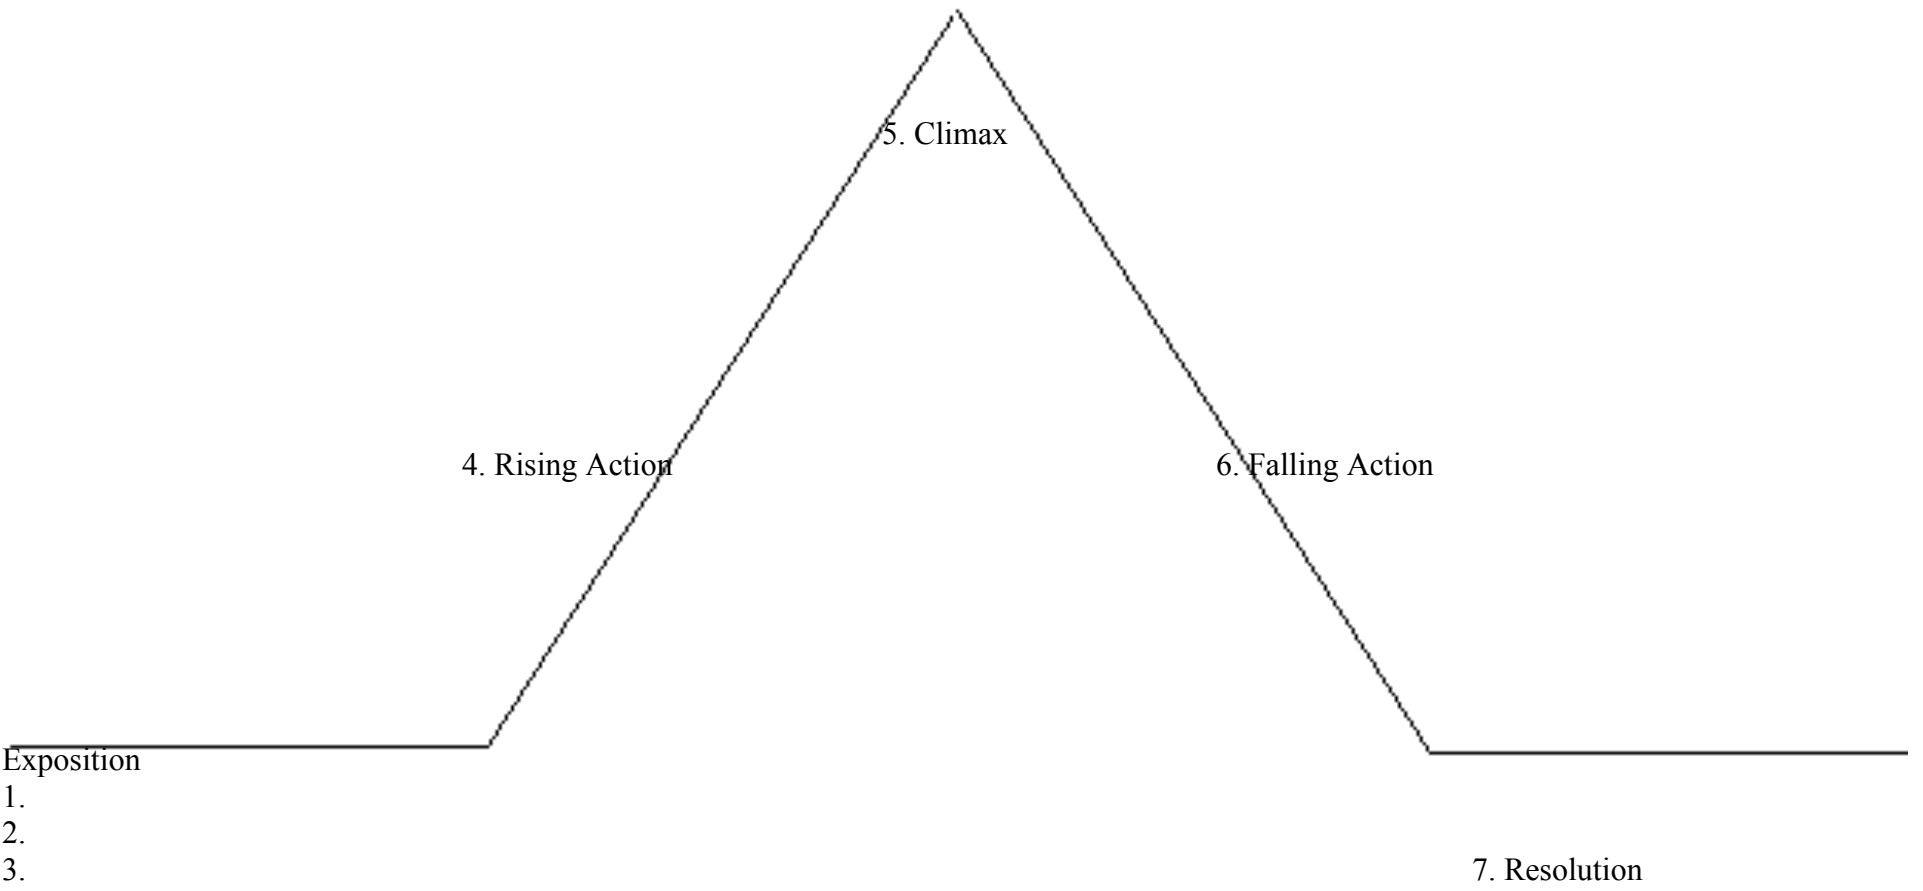 5. Climax
4. Rising Action
6. Falling Action
Exposition
1.
2.
3.
7. Resolution